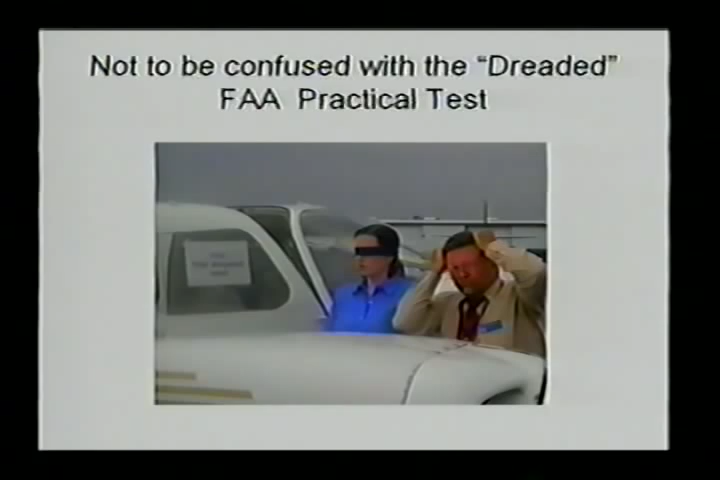 Not to be confused with the “Dreaded”
FAA Practical Test